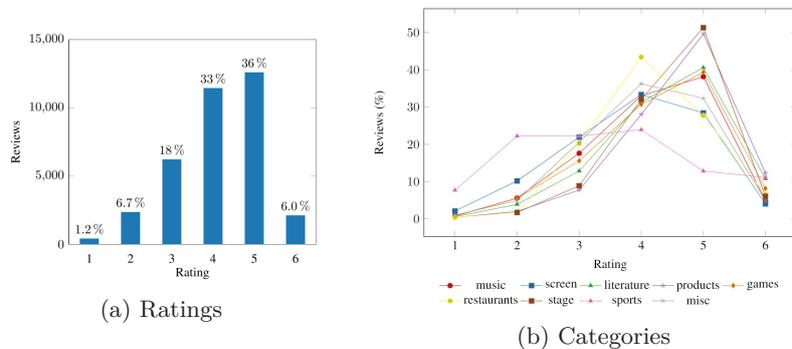 15,000
10,000
5,000
0
Reviews
1.2 %
6.7 %
18 %
33 %
36 %
6.0 %
1 2 3 4 5 6
Rating
(a) Ratings
50
40
30
20
10
0
Reviews (%)
1 2 3 4 5 6
Rating
music screen literature products games
restaurants stage sports misc
(b) Categories